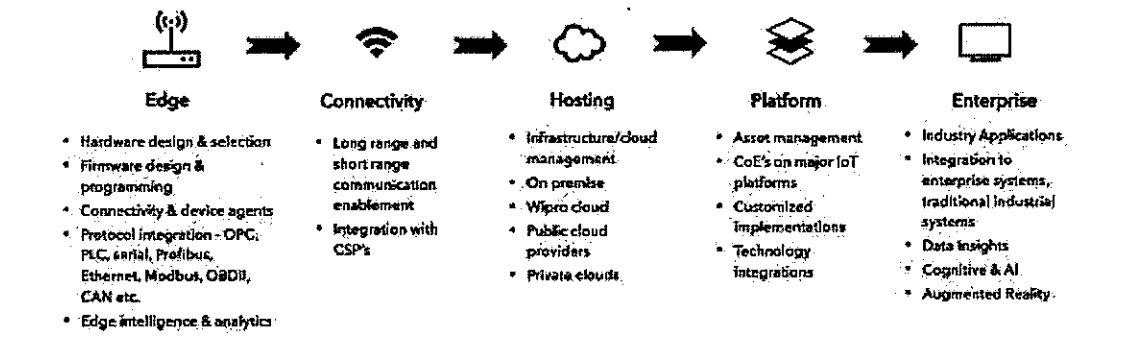 Edge
• Hardware design & selection
• Firmware design &
programming
• Connectivity & device agents
• Protocol integration - OPC,
PLC, serial, Profibus,
Ethernet, Modbus, OBDII,
CAN etc.
• Edge intelligence & analytics
Connectivity
• Long range and
short range
communication
enablement
• Integration with
CSP's
Hosting
• Infrastructure/cloud
management
• On premise
• Wipro cloud
• Public cloud
providers
• Private clouds
Platform
• Asset management
• CoE's on major IoT
platforms
• Customized
Implementations
• Technology
Integrations
Enterprise
• Industry Applications
• Integration to
enterprise systems,
traditional industrial
systems
• Data Insights
• Cognitive & AI
• Augmented Reality